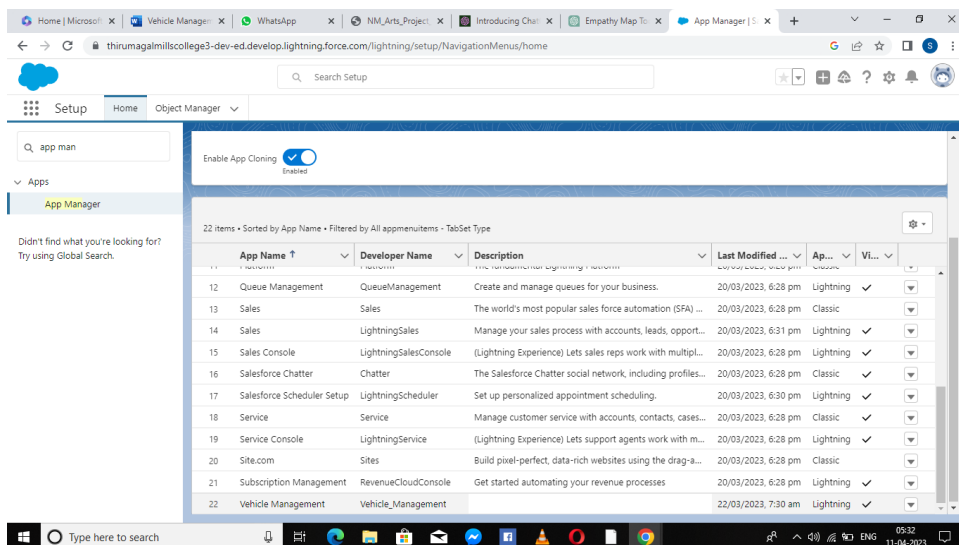 Home | Microsoft
Vehicle Managem
WhatsApp
NM_Arts_Project_
Introducing Chat
Empathy Map To
App Manager | S
thirumagalmillscollege3-dev-ed.develop.lightning.force.com/lightning/setup/NavigationMenus/home
S
Search Setup
Setup Home Object Manager
app man
Apps
App Manager
Didn't find what you're looking for?
Try using Global Search.
Enable App Cloning
Enabled
22 items • Sorted by App Name • Filtered by All appmenuitems - TabSet Type
App Name ↑ Developer Name Description Last Modified ... Ap... Vi...
12 Queue Management QueueManagement Create and manage queues for your business. 20/03/2023, 6:28 pm Lightning
13 Sales Sales The world's most popular sales force automation (SFA) ... 20/03/2023, 6:28 pm Classic
14 Sales LightningSales Manage your sales process with accounts, leads, opport... 20/03/2023, 6:31 pm Lightning
15 Sales Console LightningSalesConsole (Lightning Experience) Lets sales reps work with multipl... 20/03/2023, 6:28 pm Lightning
16 Salesforce Chatter Chatter The Salesforce Chatter social network, including profiles... 20/03/2023, 6:28 pm Classic
17 Salesforce Scheduler Setup LightningScheduler Set up personalized appointment scheduling. 20/03/2023, 6:30 pm Lightning
18 Service Service Manage customer service with accounts, contacts, cases... 20/03/2023, 6:28 pm Classic
19 Service Console LightningService (Lightning Experience) Lets support agents work with m... 20/03/2023, 6:28 pm Lightning
20 Site.com Sites Build pixel-perfect, data-rich websites using the drag-a... 20/03/2023, 6:28 pm Classic
21 Subscription Management RevenueCloudConsole Get started automating your revenue processes 20/03/2023, 6:28 pm Lightning
22 Vehicle Management Vehicle_Management 22/03/2023, 7:30 am Lightning
Type here to search
ENG
05:32
11-04-2023